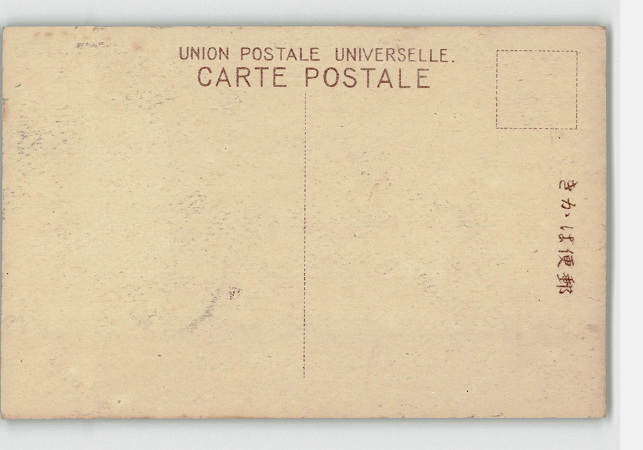 UNION POSTALE UNIVERSELLE.
CARTE POSTALE
きかは便郵